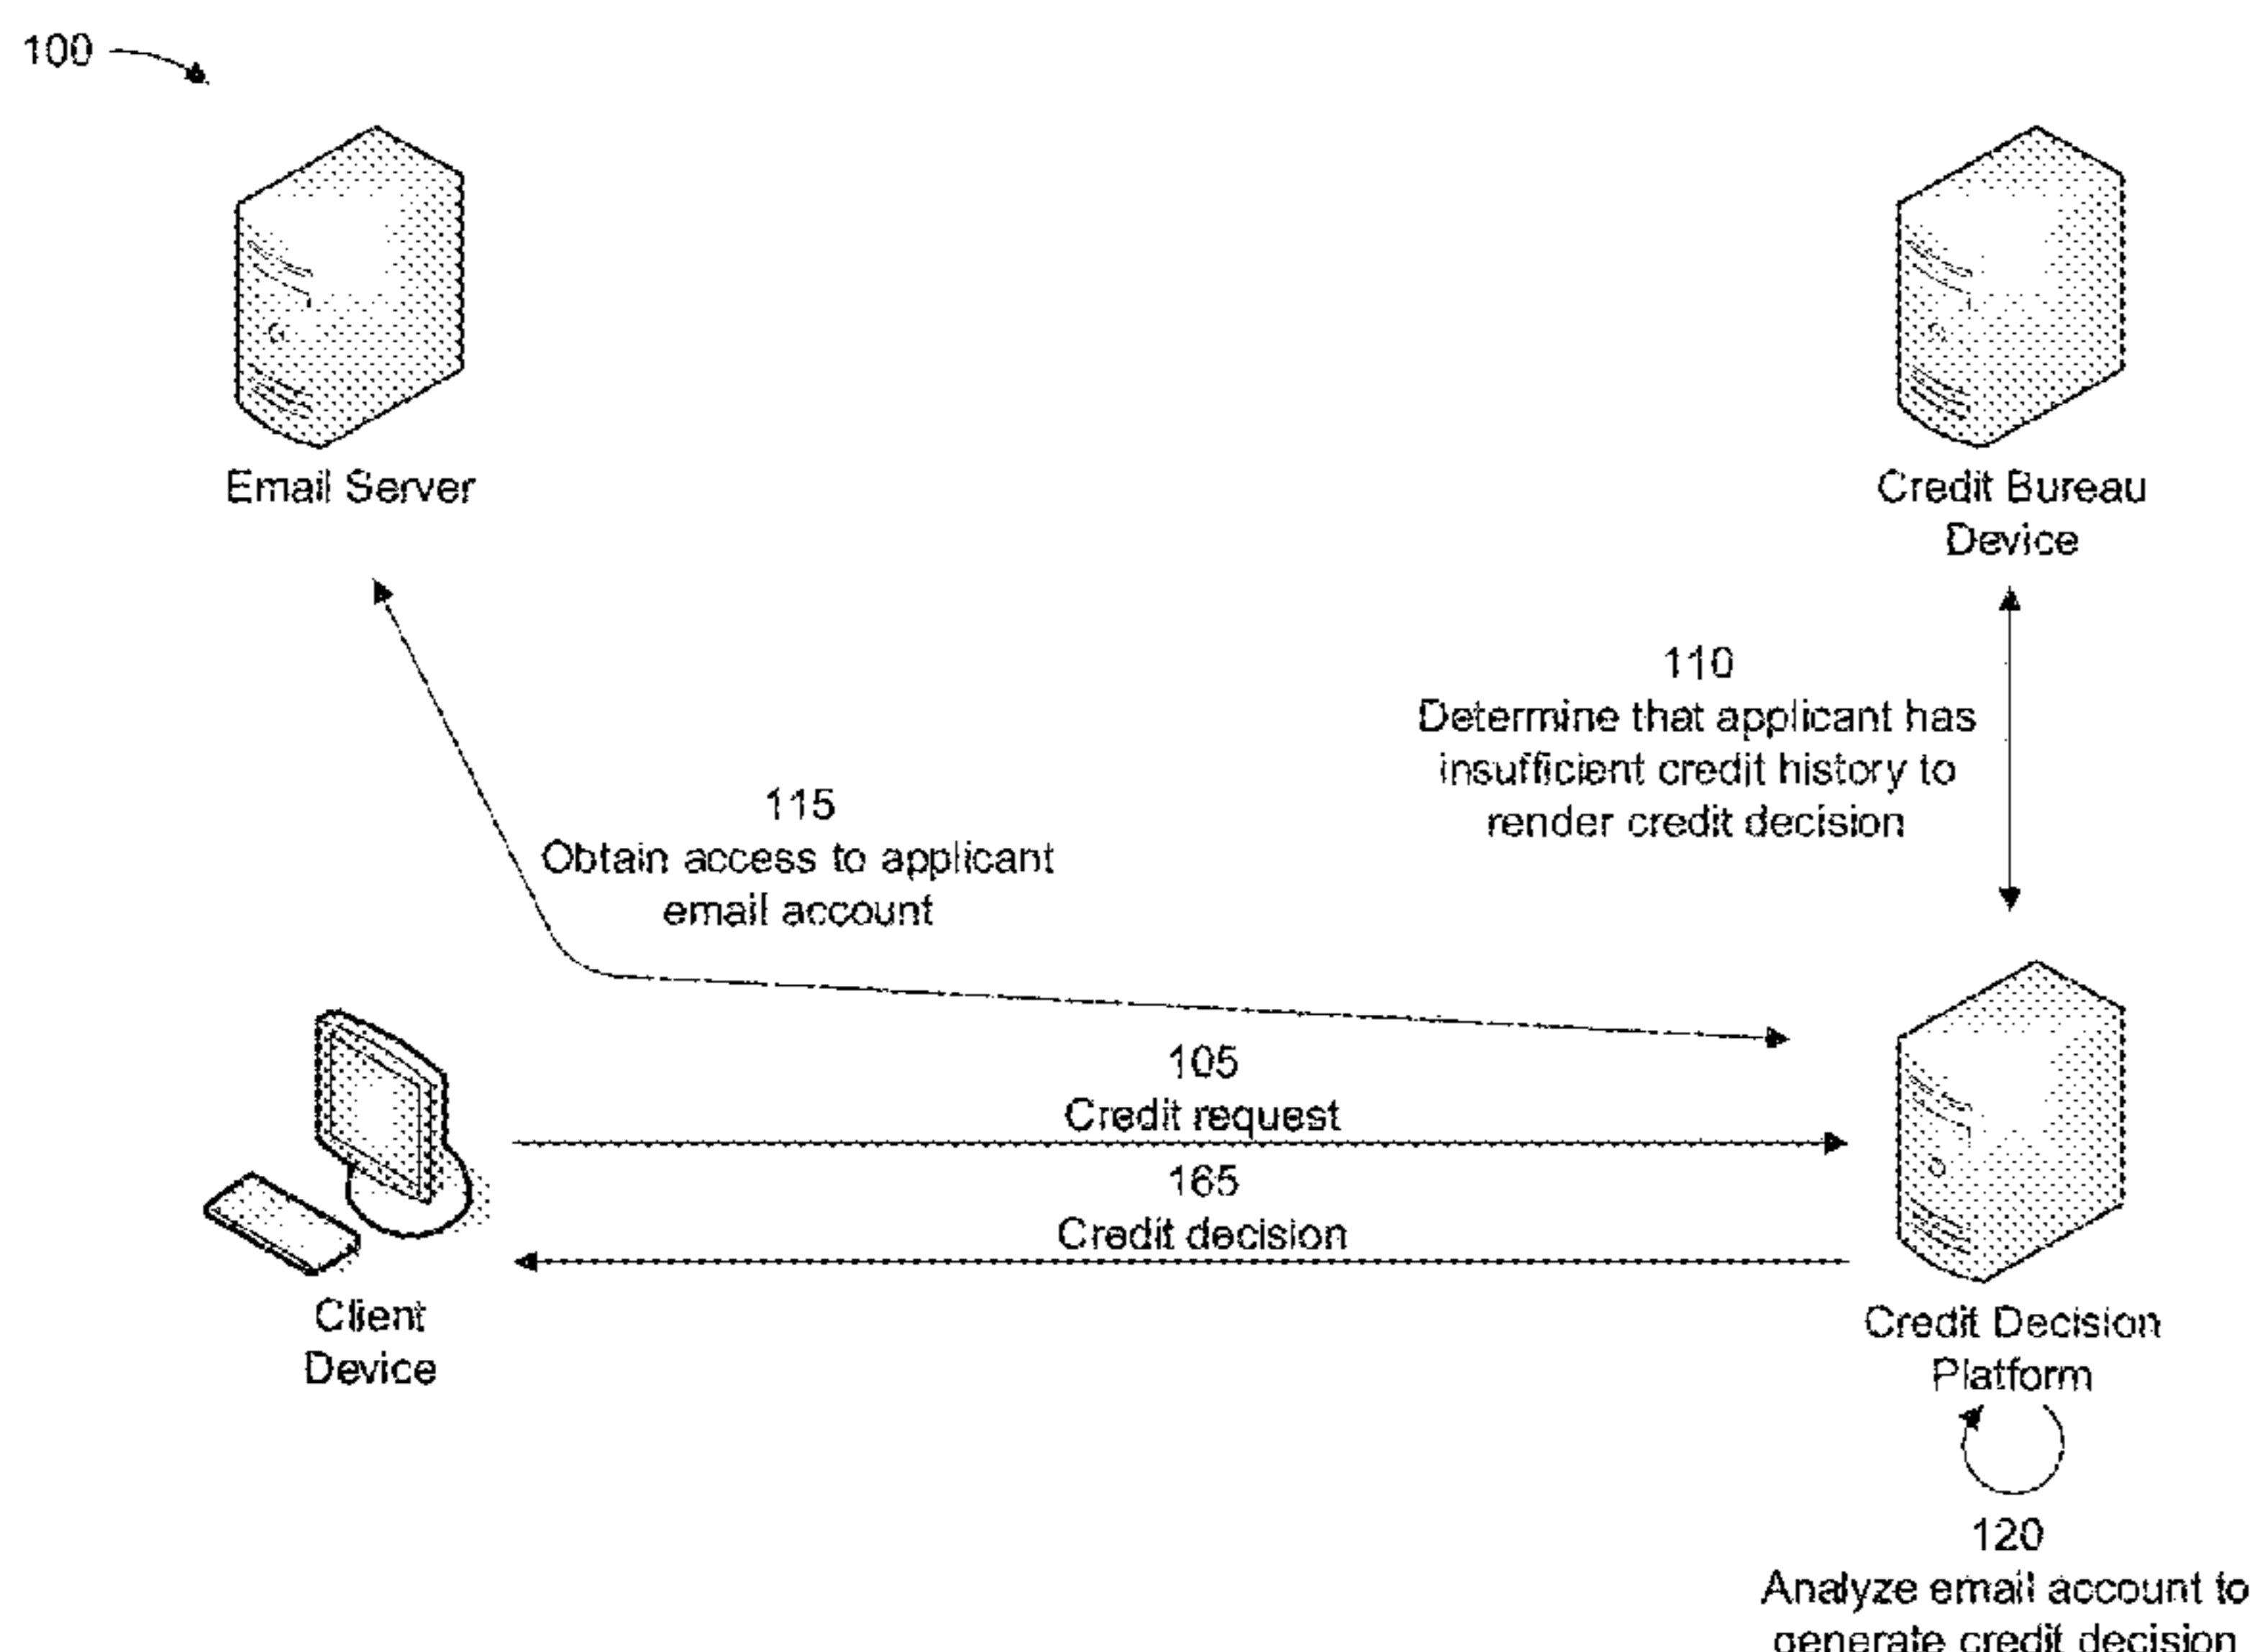 100
Email Server
Credit Bureau
Device
110
Determine that applicant has
insufficient credit history to
render credit decision
115
Obtain access to applicant
email account
105
Credit request
165
Credit decision
Client
Device
Credit Decision
Platform
120
Analyze email account to
generate credit decision